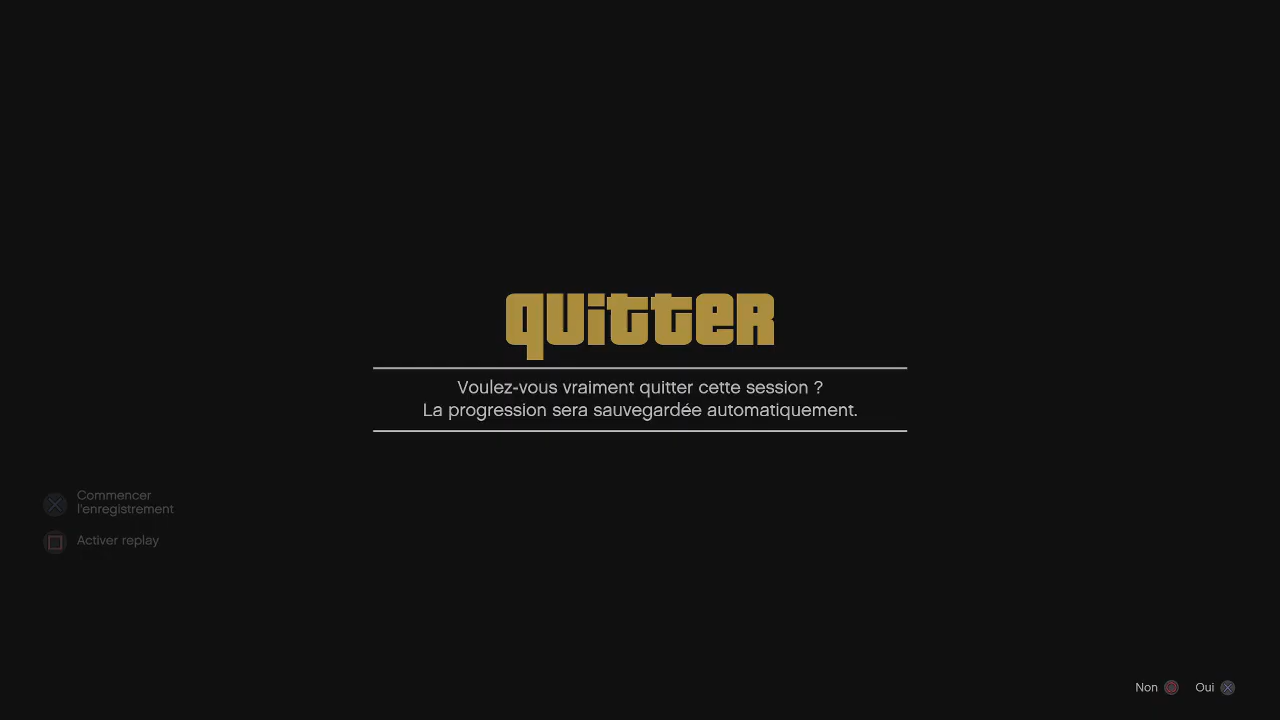 quitter
Voulez-vous vraiment quitter cette session ?
La progression sera sauvegardée automatiquement.
Commencer
l'enregistrement
Activer replay
Non Oui